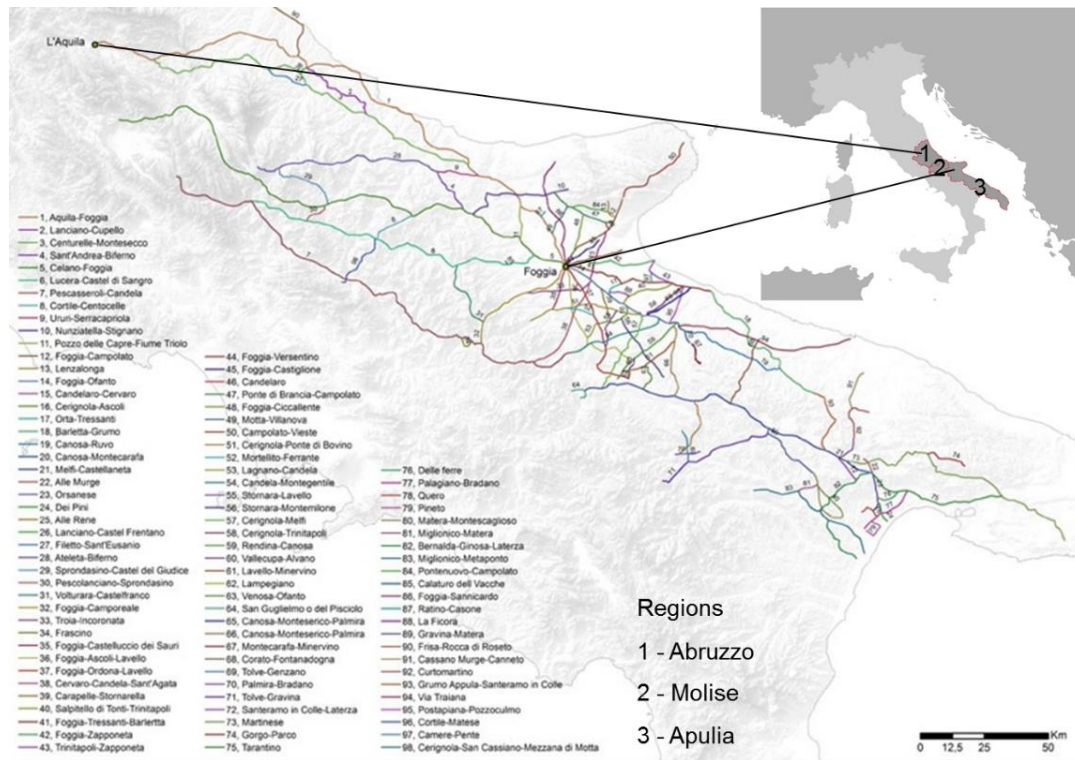 L'Aquila
Foggia
1
2
3
1, Aquila-Foggia
2, Lanciano-Cupello
3, Centurelle-Montesecco
4, Sant'Andrea-Biferno
5, Celano-Foggia
6, Lucera-Castel di Sangro
7, Pescasseroli-Candela
8, Cortile-Centocelle
9, Ururi-Serracapriola
10, Nunziatella-Stignano
11, Pozzo delle Capre-Fiume Triolo
12, Foggia-Campolato
13, Lenzalonga
14, Foggia-Ofanto
15, Candelaro-Cervaro
16, Cerignola-Ascoli
17, Orta-Tressanti
18, Barletta-Grumo
19, Canosa-Ruvo
20, Canosa-Montecarafa
21, Melfi-Castellaneta
22, Alle Murge
23, Orsanese
24, Dei Pini
25, Alle Rene
26, Lanciano-Castel Frentano
27, Filetto-Sant'Eusanio
28, Ateleta-Biferno
29, Sprondasino-Castel del Giudice
30, Pescolanciano-Sprondasino
31, Volturara-Castelfranco
32, Foggia-Camporeale
33, Troia-Incoronata
34, Frascino
35, Foggia-Castelluccio dei Sauri
36, Foggia-Ascoli-Lavello
37, Foggia-Ordona-Lavello
38, Cervaro-Candela-Sant'Agata
39, Carapelle-Stornarella
40, Salpitello di Tonti-Trinitapoli
41, Foggia-Tressanti-Barlertta
42, Foggia-Zapponeta
43, Trinitapoli-Zapponeta
44, Foggia-Versentino
45, Foggia-Castiglione
46, Candelaro
47, Ponte di Brancia-Campolato
48, Foggia-Ciccallente
49, Motta-Villanova
50, Campolato-Vieste
51, Cerignola-Ponte di Bovino
52, Mortellito-Ferrante
53, Lagnano-Candela
54, Candela-Montegentile
55, Stornara-Lavello
56, Stornara-Montemilone
57, Cerignola-Melfi
58, Cerignola-Trinitapoli
59, Rendina-Canosa
60, Vallecupa-Alvano
61, Lavello-Minervino
62, Lampegiano
63, Venosa-Ofanto
64, San Guglielmo o del Pisciolo
65, Canosa-Monteserico-Palmira
66, Canosa-Monteserico-Palmira
67, Montecarafa-Minervino
68, Corato-Fontanadogna
69, Tolve-Genzano
70, Palmira-Bradano
71, Tolve-Gravina
72, Santeramo in Colle-Laterza
73, Martinese
74, Gorgo-Parco
75, Tarantino
76, Delle ferre
77, Palagiano-Bradano
78, Quero
79, Pineto
80, Matera-Montescaglioso
81, Miglionico-Matera
82, Bernalda-Ginosa-Laterza
83, Miglionico-Metaponto
84, Pontenuovo-Campolato
85, Calaturo dell Vacche
86, Foggia-Sannicardo
87, Ratino-Casone
88, La Ficora
89, Gravina-Matera
90, Frisa-Rocca di Roseto
91, Cassano Murge-Canneto
92, Curtomartino
93, Grumo Appula-Santeramo in Colle
94, Via Traiana
95, Postapiana-Pozzoculmo
96, Cortile-Matese
97, Camere-Pente
98, Cerignola-San Cassiano-Mezzana di Motta
Regions
1 - Abruzzo
2 - Molise
3 - Apulia
Km
0 12,5 25 50